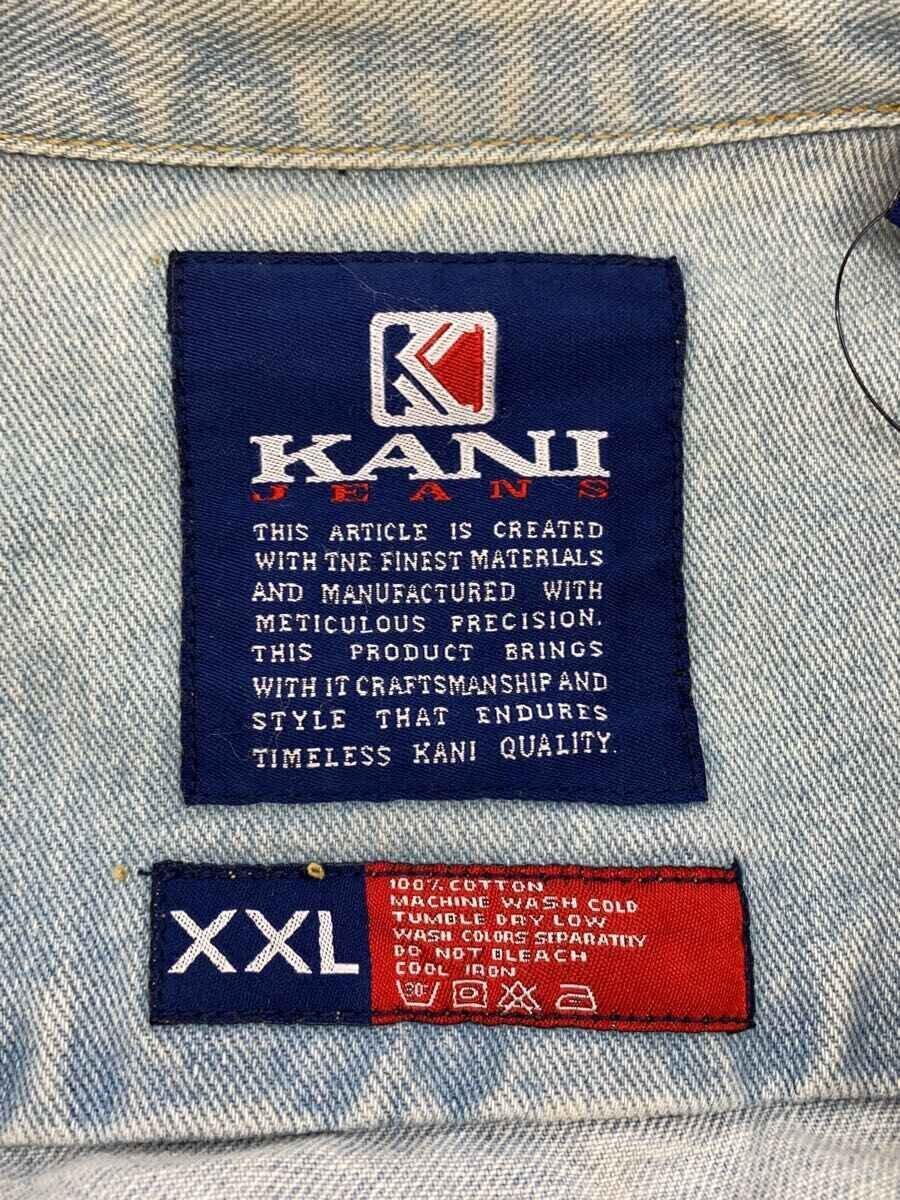 K
KANI
JEANS
THIS ARTICLE IS CREATED
WITH TNE FINEST MATERIALS
AND MANUFACTURED WITH
METICULOUS PRECISION.
THIS PRODUCT BRINGS
WITH IT CRAFTSMANSHIP AND
STYLE THAT ENDURES
TIMELESS KANI QUALITY.
XXL
100% COTTON
MACHINE WASH COLD
TUMBLE DRY LOW
WASH COLORS SEPARATELY
DO NOT BLEACH
COOL IRON
30°